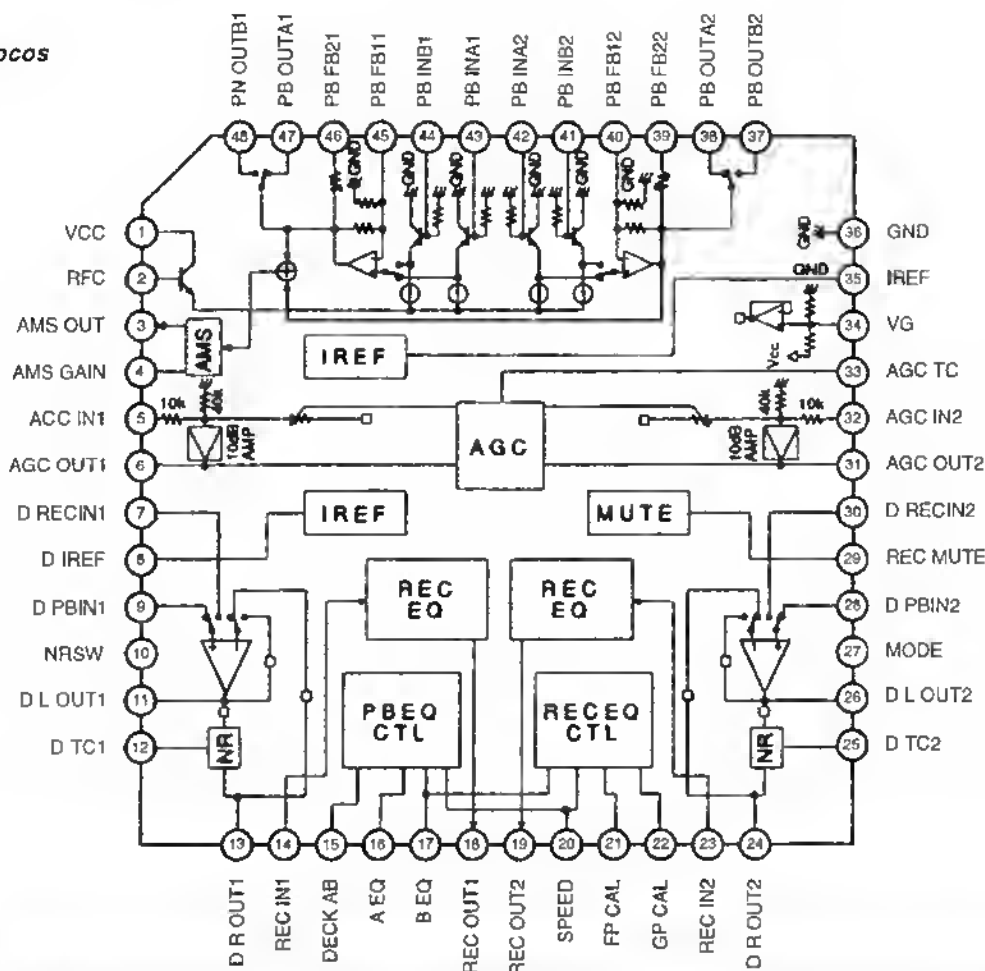 ocos
PN OUTB1
PB OUTA1
PB FB21
PB FB11
PB INB1
PB INA1
PB INA2
PB INB2
PB FB12
PB FB22
PB OUTA2
PB OUTB2
48 47 46 45 44 43 42 41 40 39 38 37
GND GND GND GND GND GND
VCC 1
RFC 2
AMS OUT 3
AMS GAIN 4
ACC IN1 5
AGC OUT1 6
D RECIN1 7
D IREF 8
D PBIN1 9
NRSW 10
D L OUT1 11
D TC1 12
36 GND
35 IREF
34 VG
33 AGC TC
32 AGC IN2
31 AGC OUT2
30 D RECIN2
29 REC MUTE
28 D PBIN2
27 MODE
26 D L OUT2
25 D TC2
GND
GND
Vcc
AMS
IREF
10k
40k
10dB
AMP
AGC
40k
10k
10dB
AMP
IREF
MUTE
REC
EQ
REC
EQ
PBEQ
CTL
RECEQ
CTL
NR
NR
13 14 15 16 17 18 19 20 21 22 23 24
D R OUT1
REC IN1
DECK AB
A EQ
B EQ
REC OUT1
REC OUT2
SPEED
FP CAL
GP CAL
REC IN2
D R OUT2